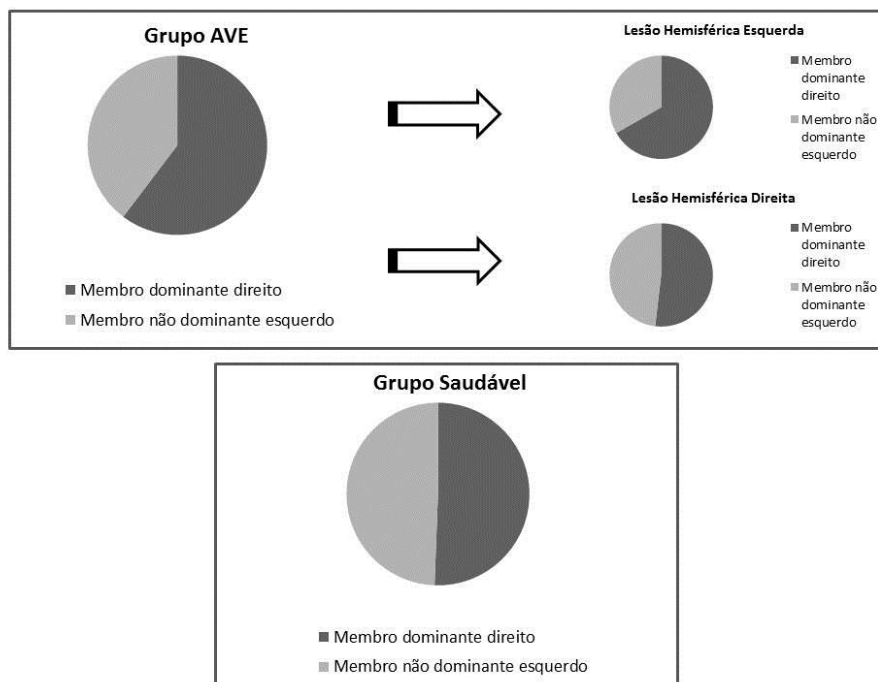 Grupo AVE
Membro dominante direito
Membro não dominante esquerdo
Lesão Hemisférica Esquerda
Membro
dominante
direito
Membro não
dominante
esquerdo
Lesão Hemisférica Direita
Membro
dominante
direito
Membro não
dominante
esquerdo
Grupo Saudável
Membro dominante direito
Membro não dominante esquerdo